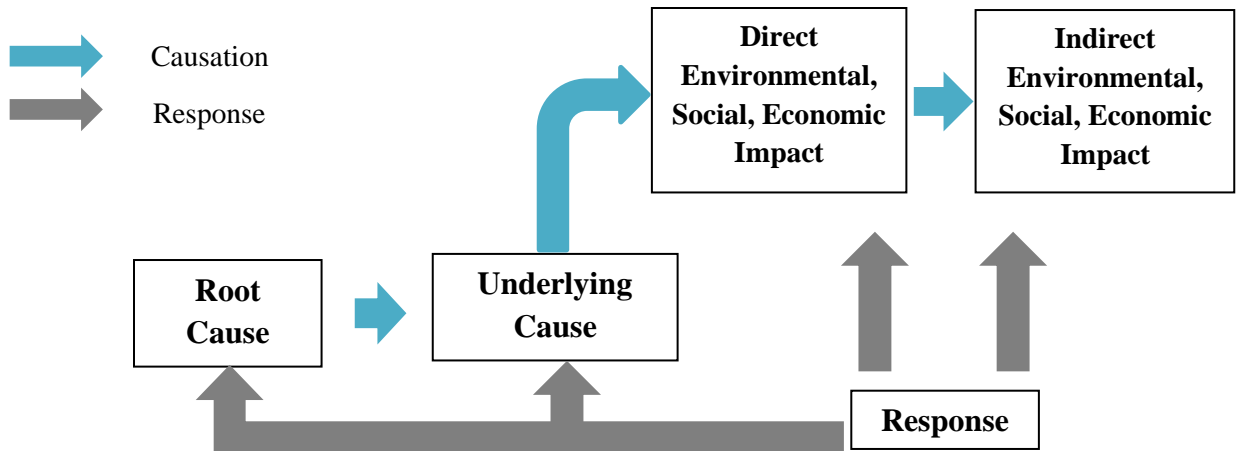 Causation
Response
Direct
Environmental,
Social, Economic
Impact
Indirect
Environmental,
Social, Economic
Impact
Root
Cause
Underlying
Cause
Response